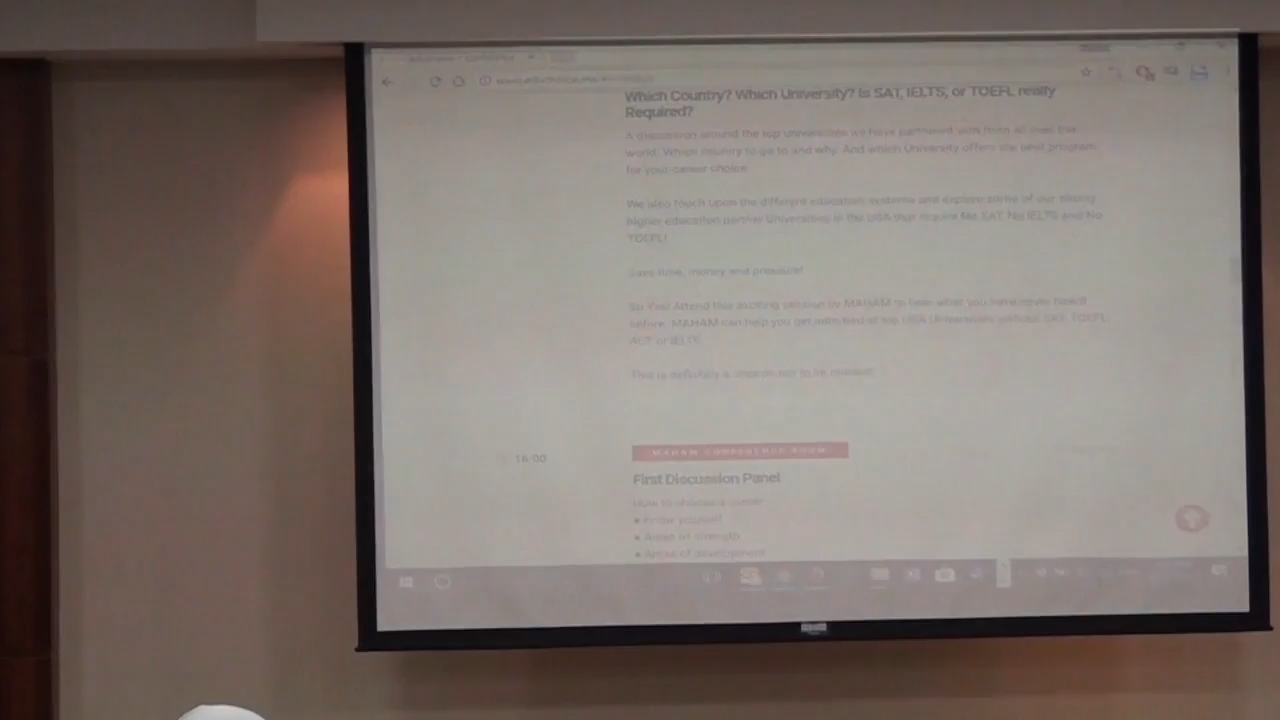 Which Country? Which University? Is SAT, IELTS, or TOEFL really
Required?
A discussion around the top universities we have partnered with from all over the
world. Which country to go to and why. And which University offers the best program
for your career choice.
We also touch upon the different education systems and explore some of our strong
higher education partner Universities in the USA that require No SAT, No IELTS and No
TOEFL!
Save time, money and pressure!
So You! Attend this exciting session by MAHAM to hear what you have never heard
before. MAHAM can help you get admitted at top USA Universities without SAT, TOEFL,
ACT or IELTS.
This is definitely a session not to be missed!
16:00
MAHAM CONFERENCE ROOM
First Discussion Panel
How to choose a career
• Know yourself
• Areas of strength
• Areas of development